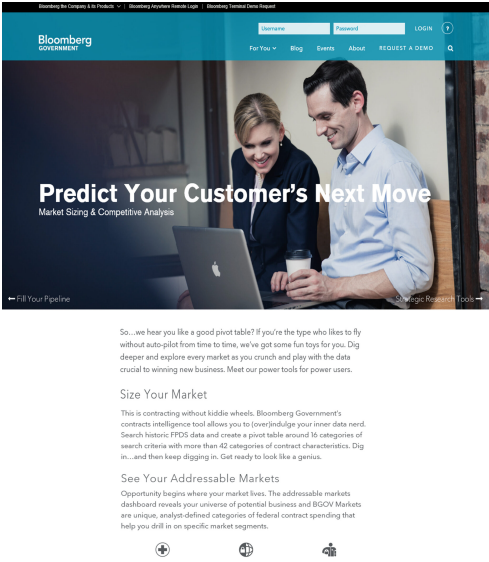 Bloomberg the Company & its Products | Bloomberg Anywhere Remote Login | Bloomberg Terminal Demo Request
Bloomberg
GOVERNMENT
Username Password LOGIN ?
For You Blog Events About REQUEST A DEMO
Predict Your Customer's Next Move
Market Sizing & Competitive Analysis
← Fill Your Pipeline Strategic Research Tools →
So...we hear you like a good pivot table? If you're the type who likes to fly
without auto-pilot from time to time, we've got some fun toys for you. Dig
deeper and explore every market as you crunch and play with the data
crucial to winning new business. Meet our power tools for power users.
Size Your Market
This is contracting without kiddie wheels. Bloomberg Government's
contracts intelligence tool allows you to (over)indulge your inner data nerd.
Search historic FPDS data and create a pivot table around 16 categories of
search criteria with more than 42 categories of contract characteristics. Dig
in...and then keep digging in. Get ready to look like a genius.
See Your Addressable Markets
Opportunity begins where your market lives. The addressable markets
dashboard reveals your universe of potential business and BGOV Markets
are unique, analyst-defined categories of federal contract spending that
help you drill in on specific market segments.